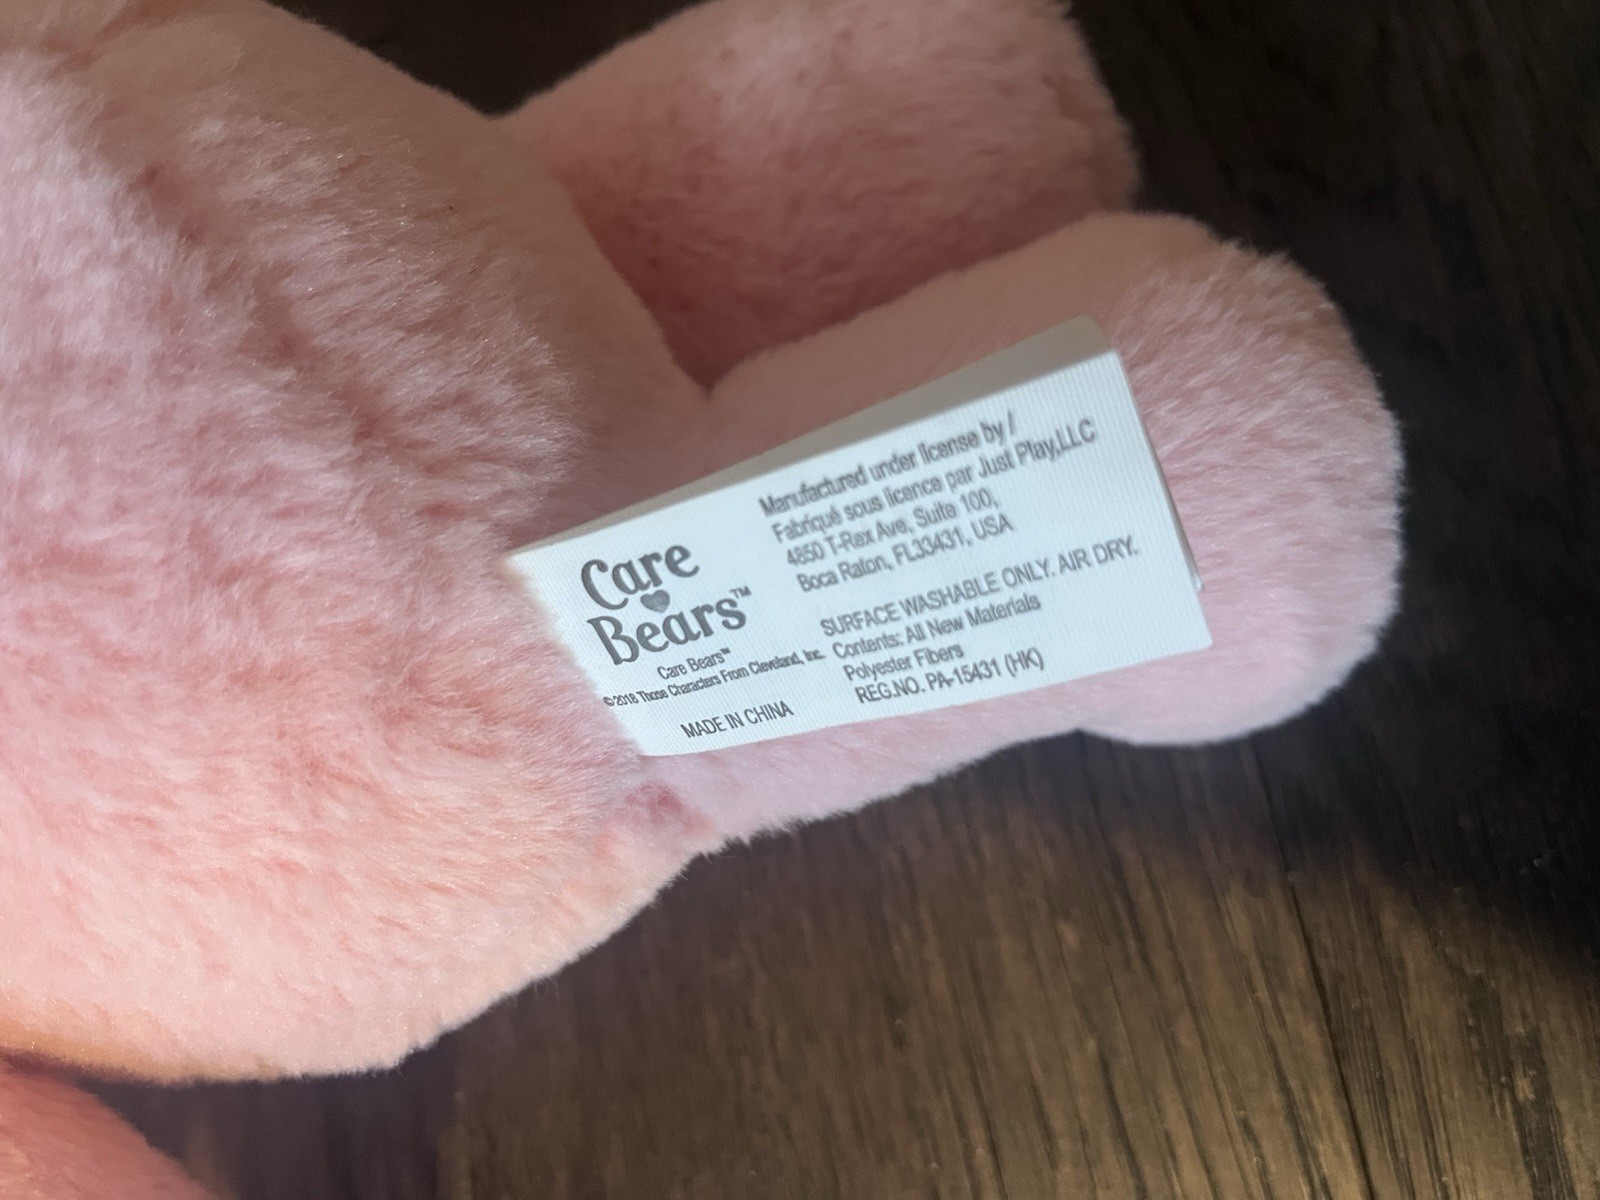 Care
Bears™
Care Bears™
©2018 Those Characters From Cleveland, Inc.
MADE IN CHINA
Manufactured under license by /
Fabriqué sous licence par Just Play,LLC
4850 T-Rex Ave, Suite 100,
Boca Raton, FL33431, USA
SURFACE WASHABLE ONLY. AIR DRY.
Contents: All New Materials
Polyester Fibers
REG.NO. PA-15431 (HK)